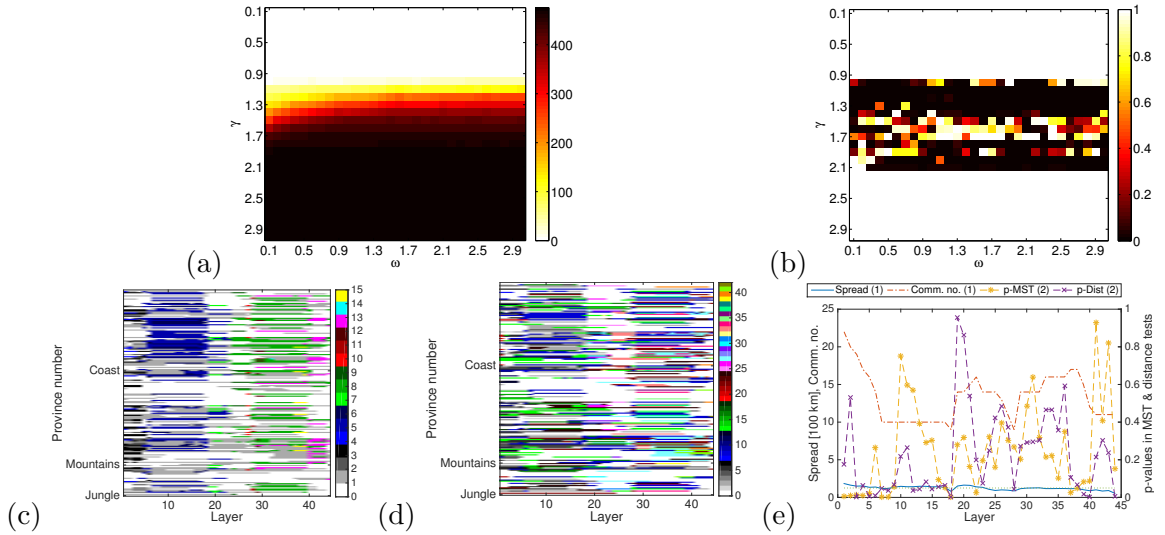 0.1
0.5
0.9
1.3
1.7
2.1
2.5
2.9
γ
0.1 0.5 0.9 1.3 1.7 2.1 2.5 2.9
ω
400
300
200
100
0
(a)
0.1
0.5
0.9
1.3
1.7
2.1
2.5
2.9
γ
0.1 0.5 0.9 1.3 1.7 2.1 2.5 2.9
ω
1
0.8
0.6
0.4
0.2
0
(b)
Province number
Coast
Mountains
Jungle
10 20 30 40
Layer
15
14
13
12
11
10
9
8
7
6
5
4
3
2
1
0
(c)
Province number
Coast
Mountains
Jungle
10 20 30 40
Layer
40
35
30
25
20
15
10
5
0
(d)
Spread (1) Comm. no. (1) p-MST (2) p-Dist (2)
Spread [100 km] Comm. no.
25
20
15
10
5
0
0 5 10 15 20 25 30 35 40 45
Layer
1
0.8
0.6
0.4
0.2
0
p-values in MST & distance tests
(e)